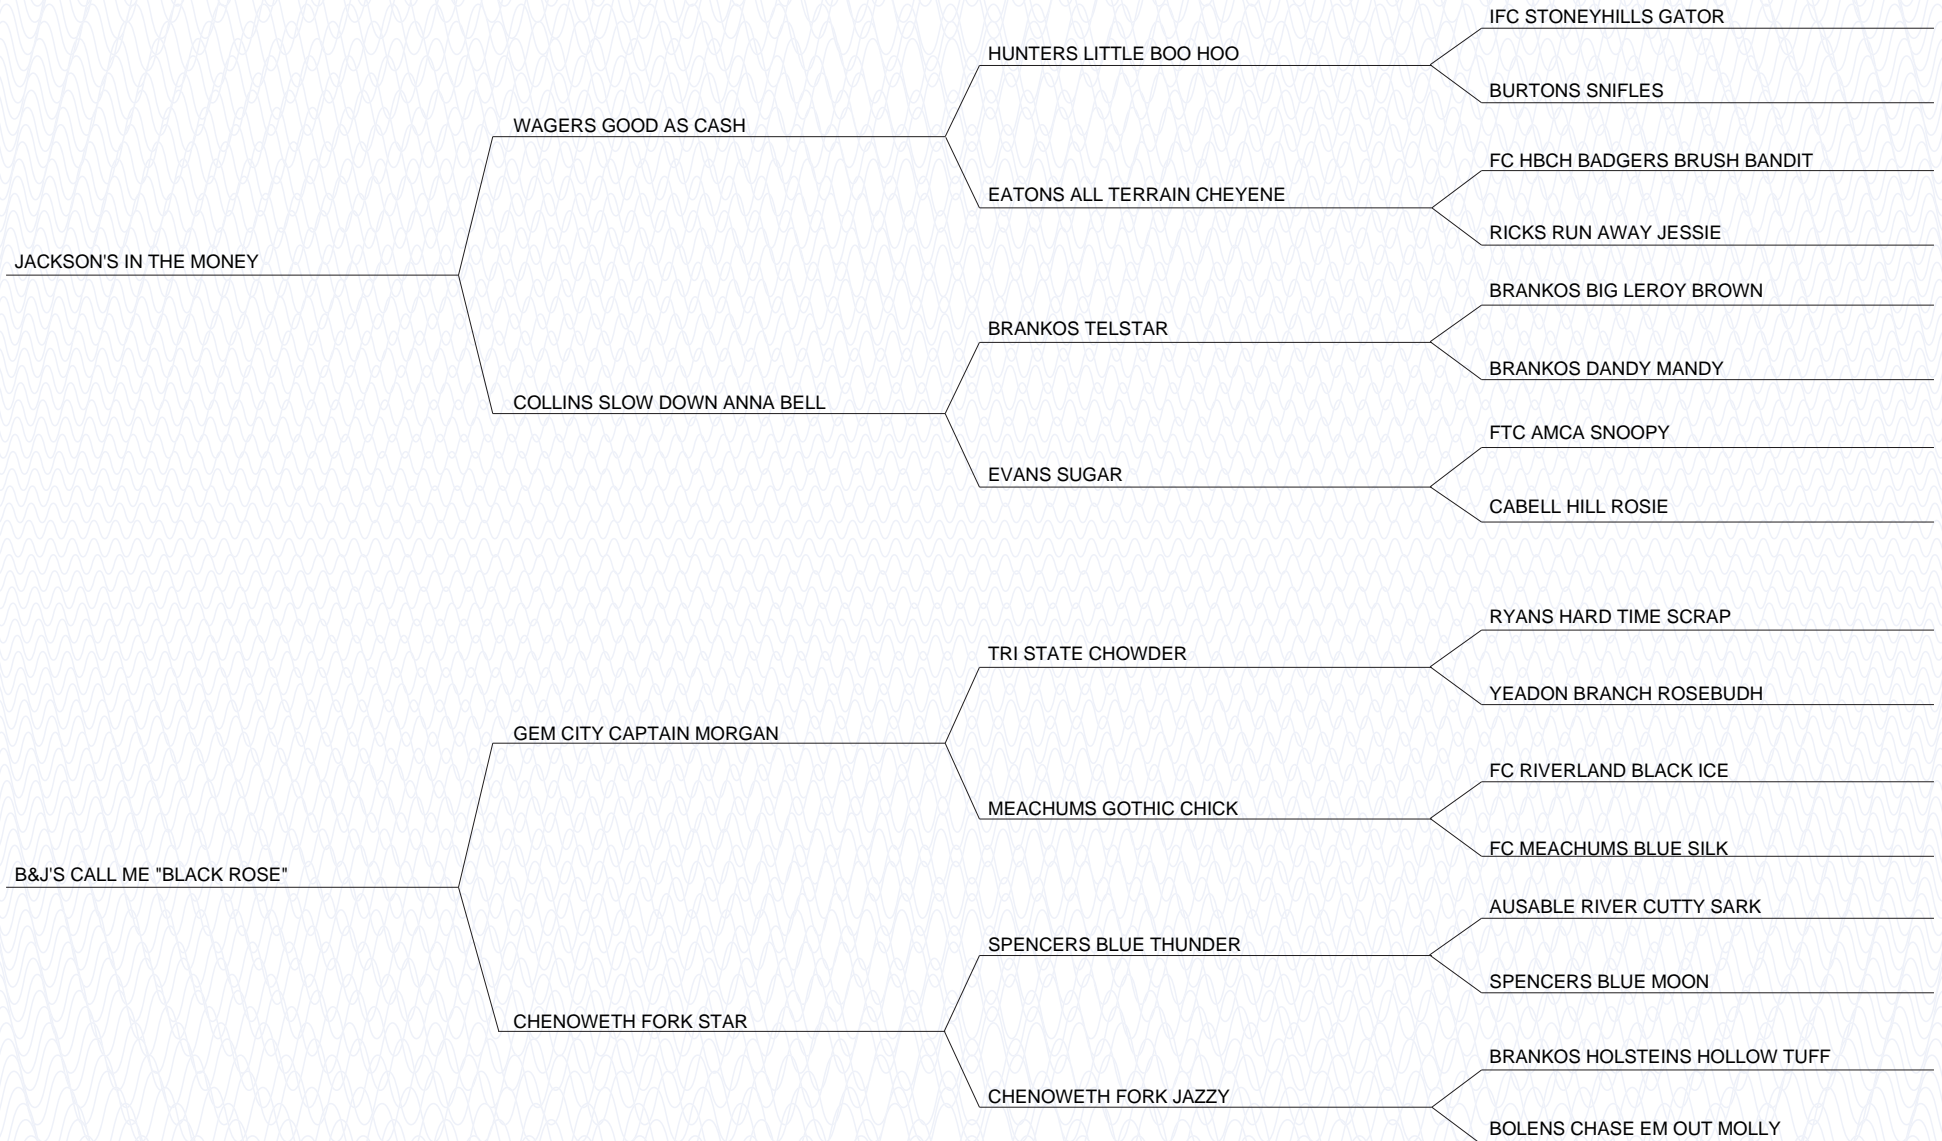 IFC STONEYHILLS GATOR
HUNTERS LITTLE BOO HOO
BURTONS SNIFLES
WAGERS GOOD AS CASH
FC HBCH BADGERS BRUSH BANDIT
EATONS ALL TERRAIN CHEYENE
RICKS RUN AWAY JESSIE
JACKSON'S IN THE MONEY
BRANKOS BIG LEROY BROWN
BRANKOS TELSTAR
BRANKOS DANDY MANDY
COLLINS SLOW DOWN ANNA BELL
FTC AMCA SNOOPY
EVANS SUGAR
CABELL HILL ROSIE
RYANS HARD TIME SCRAP
TRI STATE CHOWDER
YEADON BRANCH ROSEBUDH
GEM CITY CAPTAIN MORGAN
FC RIVERLAND BLACK ICE
MEACHUMS GOTHIC CHICK
FC MEACHUMS BLUE SILK
B&J'S CALL ME "BLACK ROSE"
AUSABLE RIVER CUTTY SARK
SPENCERS BLUE THUNDER
SPENCERS BLUE MOON
CHENOWETH FORK STAR
BRANKOS HOLSTEINS HOLLOW TUFF
CHENOWETH FORK JAZZY
BOLENS CHASE EM OUT MOLLY